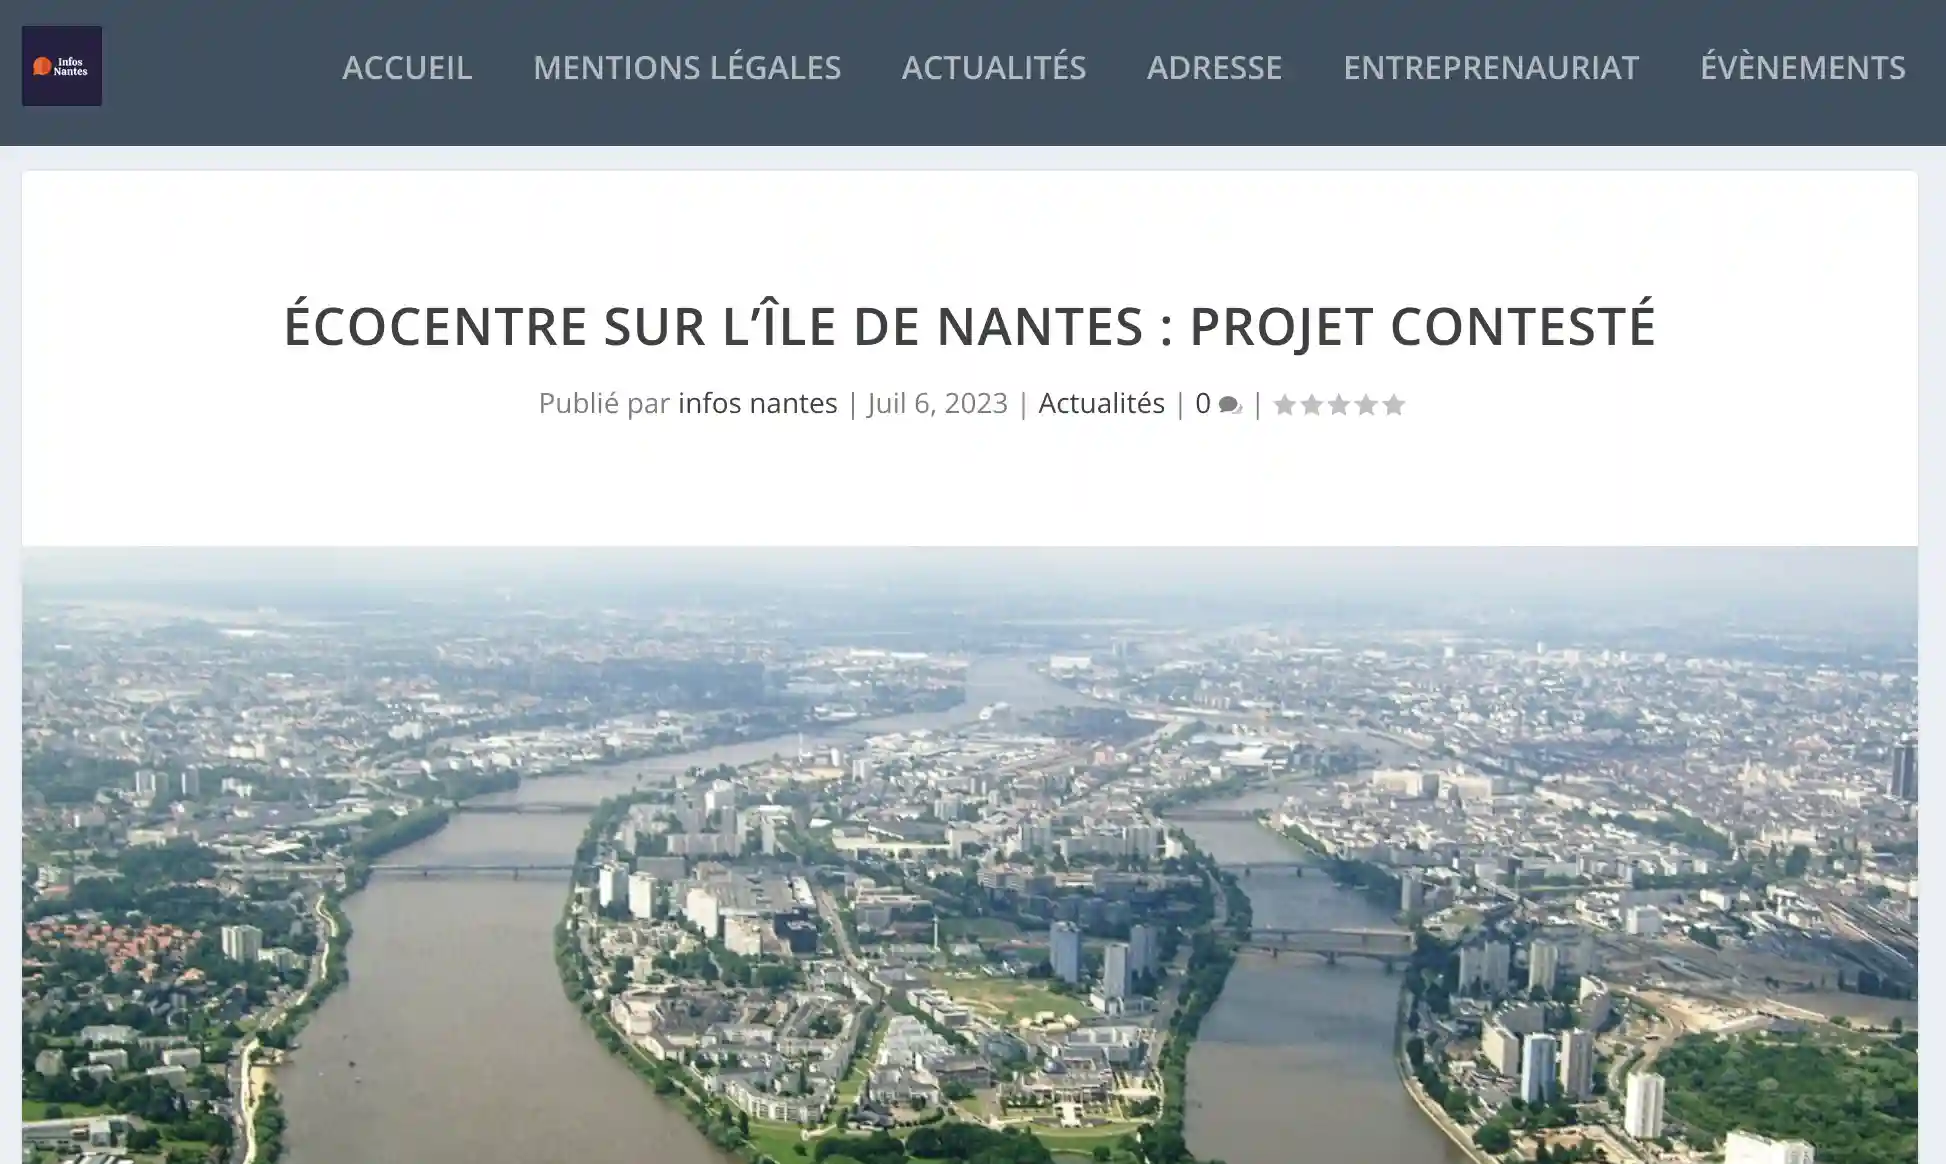 Infos
Nantes
ACCUEIL MENTIONS LÉGALES ACTUALITÉS ADRESSE ENTREPRENAURIAT ÉVÈNEMENTS
ÉCOCENTRE SUR L’ÎLE DE NANTES : PROJET CONTESTÉ
Publié par infos nantes | Juil 6, 2023 | Actualités | 0 |